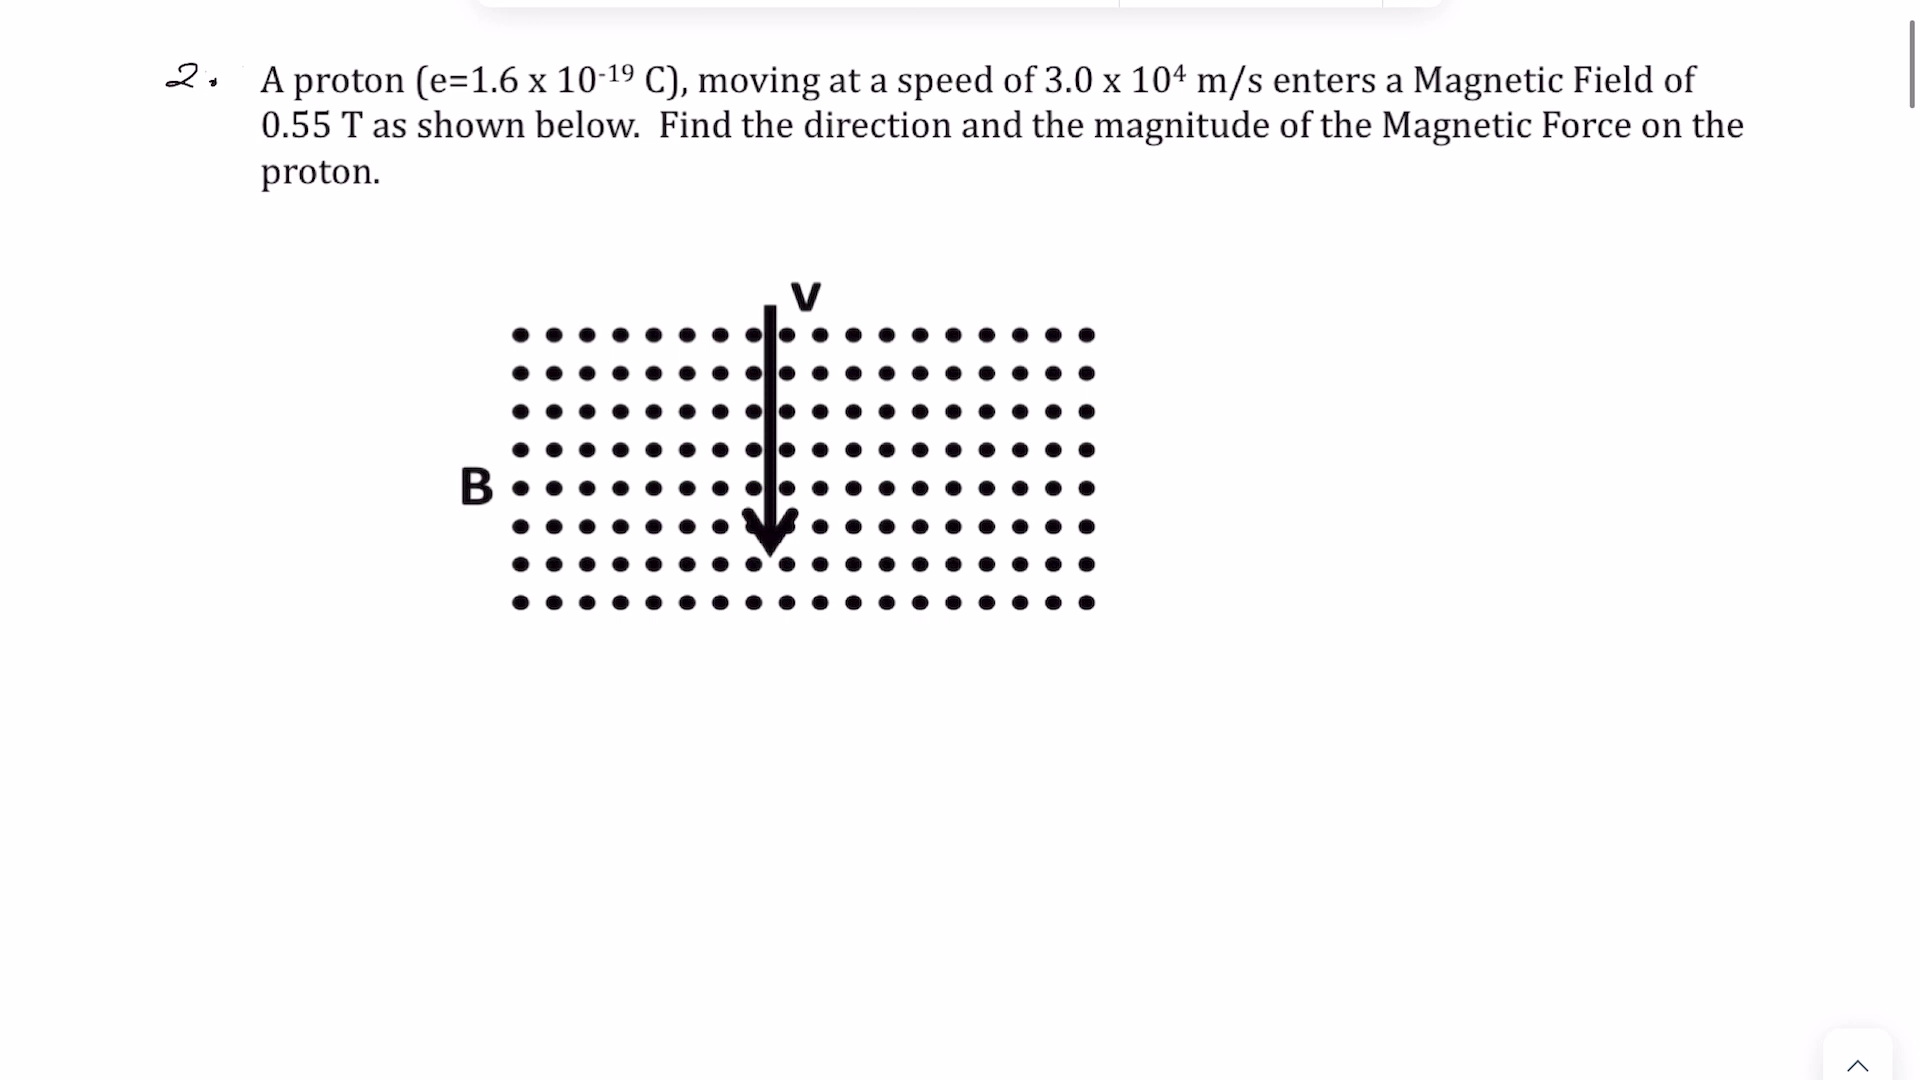 2. A proton (e=1.6 x 10⁻¹⁹ C), moving at a speed of 3.0 x 10⁴ m/s enters a Magnetic Field of
0.55 T as shown below.  Find the direction and the magnitude of the Magnetic Force on the
proton.
v
B